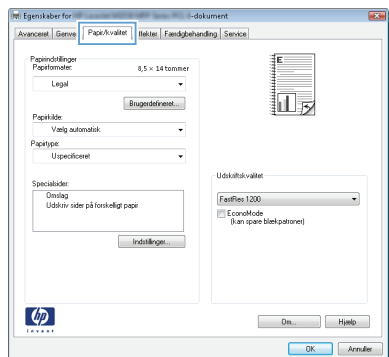 Egenskaber for -dokument
Avanceret Genve Papir/kvalitet ffekter Færdigbehandling Service
Papirindstillinger
Papirformater: 8,5 × 14 tommer
Legal
Brugerdefineret...
Papirkilde:
Vælg automatisk
Papirtype:
Uspecificeret
Specialsider:
Omslag
Udskriv sider på forskelligt papir
Indstillinger...
E
Udskriftskvalitet
FastRes 1200
EconoMode
(kan spare blækpatroner)
hp
invent
Om... Hjælp
OK Annuller